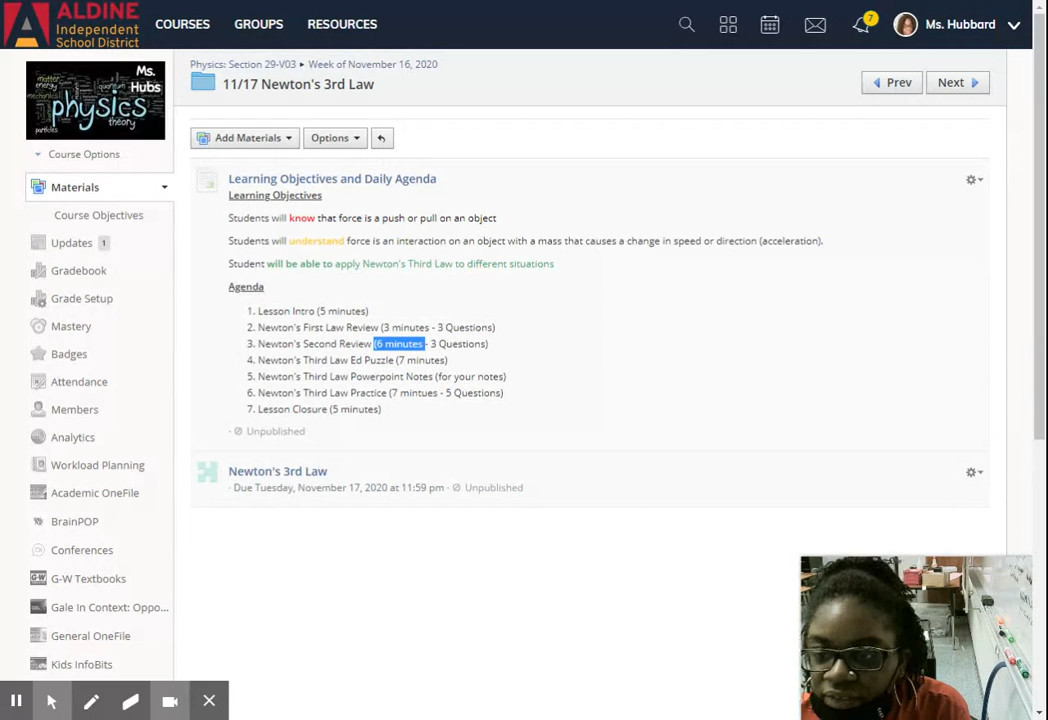 ALDINE
Independent
School District
COURSES
GROUPS
RESOURCES
7
Ms. Hubbard
Ms.
Hubs
matter
energy
quantum
physics
theory
particles
Course Options
Materials
Course Objectives
Updates 1
Gradebook
Grade Setup
Mastery
Badges
Attendance
Members
Analytics
Workload Planning
Academic OneFile
BrainPOP
Conferences
G-W Textbooks
Gale In Context: Oppo...
General OneFile
Kids InfoBits
Physics: Section 29-V03 ▸ Week of November 16, 2020
11/17 Newton's 3rd Law
Prev
Next
Add Materials
Options
Learning Objectives and Daily Agenda
Learning Objectives
Students will know that force is a push or pull on an object
Students will understand force is an interaction on an object with a mass that causes a change in speed or direction (acceleration).
Student will be able to apply Newton's Third Law to different situations
Agenda
1. Lesson Intro (5 minutes)
2. Newton's First Law Review (3 minutes - 3 Questions)
3. Newton's Second Review (6 minutes - 3 Questions)
4. Newton's Third Law Ed Puzzle (7 minutes)
5. Newton's Third Law Powerpoint Notes (for your notes)
6. Newton's Third Law Practice (7 mintues - 5 Questions)
7. Lesson Closure (5 minutes)
· Unpublished
Newton's 3rd Law
· Due Tuesday, November 17, 2020 at 11:59 pm · Unpublished